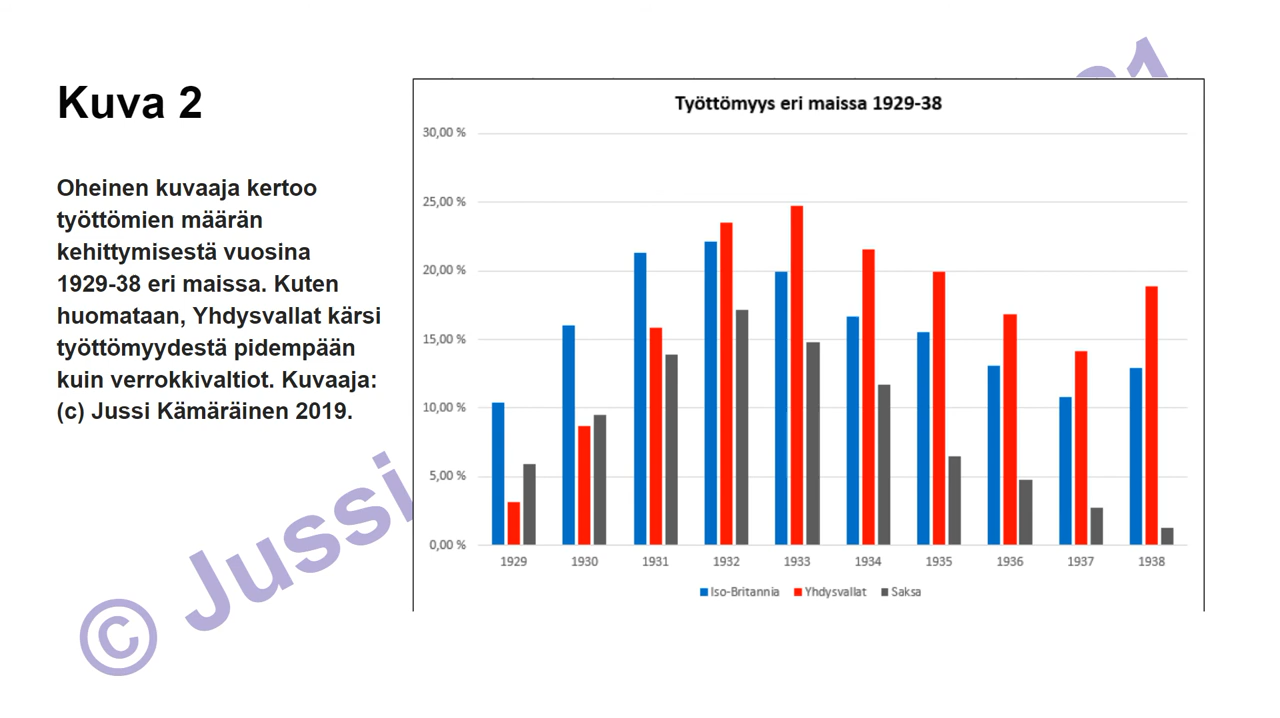 Kuva 2
Oheinen kuvaaja kertoo
työttömien määrän
kehittymisestä vuosina
1929-38 eri maissa. Kuten
huomataan, Yhdysvallat kärsi
työttömyydestä pidempään
kuin verrokkivaltiot. Kuvaaja:
(c) Jussi Kämäräinen 2019.
Työttömyys eri maissa 1929-38
30,00 %
25,00 %
20,00 %
15,00 %
10,00 %
5,00 %
0,00 %
1929 1930 1931 1932 1933 1934 1935 1936 1937 1938
Iso-Britannia Yhdysvallat Saksa
© Jussi